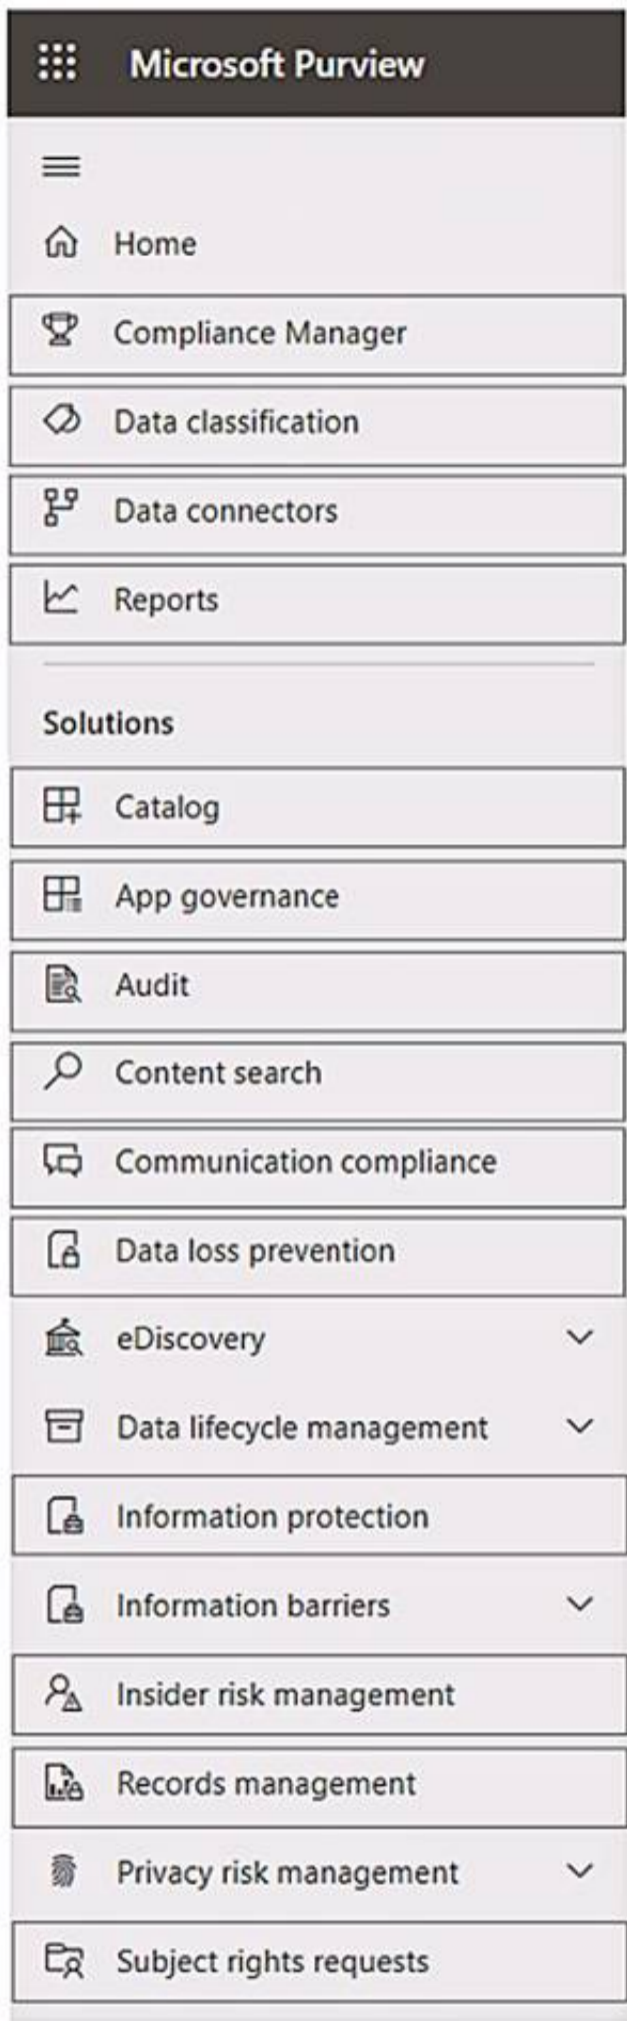 Microsoft Purview
Home
Compliance Manager
Data classification
Data connectors
Reports
Solutions
Catalog
App governance
Audit
Content search
Communication compliance
Data loss prevention
eDiscovery
Data lifecycle management
Information protection
Information barriers
Insider risk management
Records management
Privacy risk management
Subject rights requests